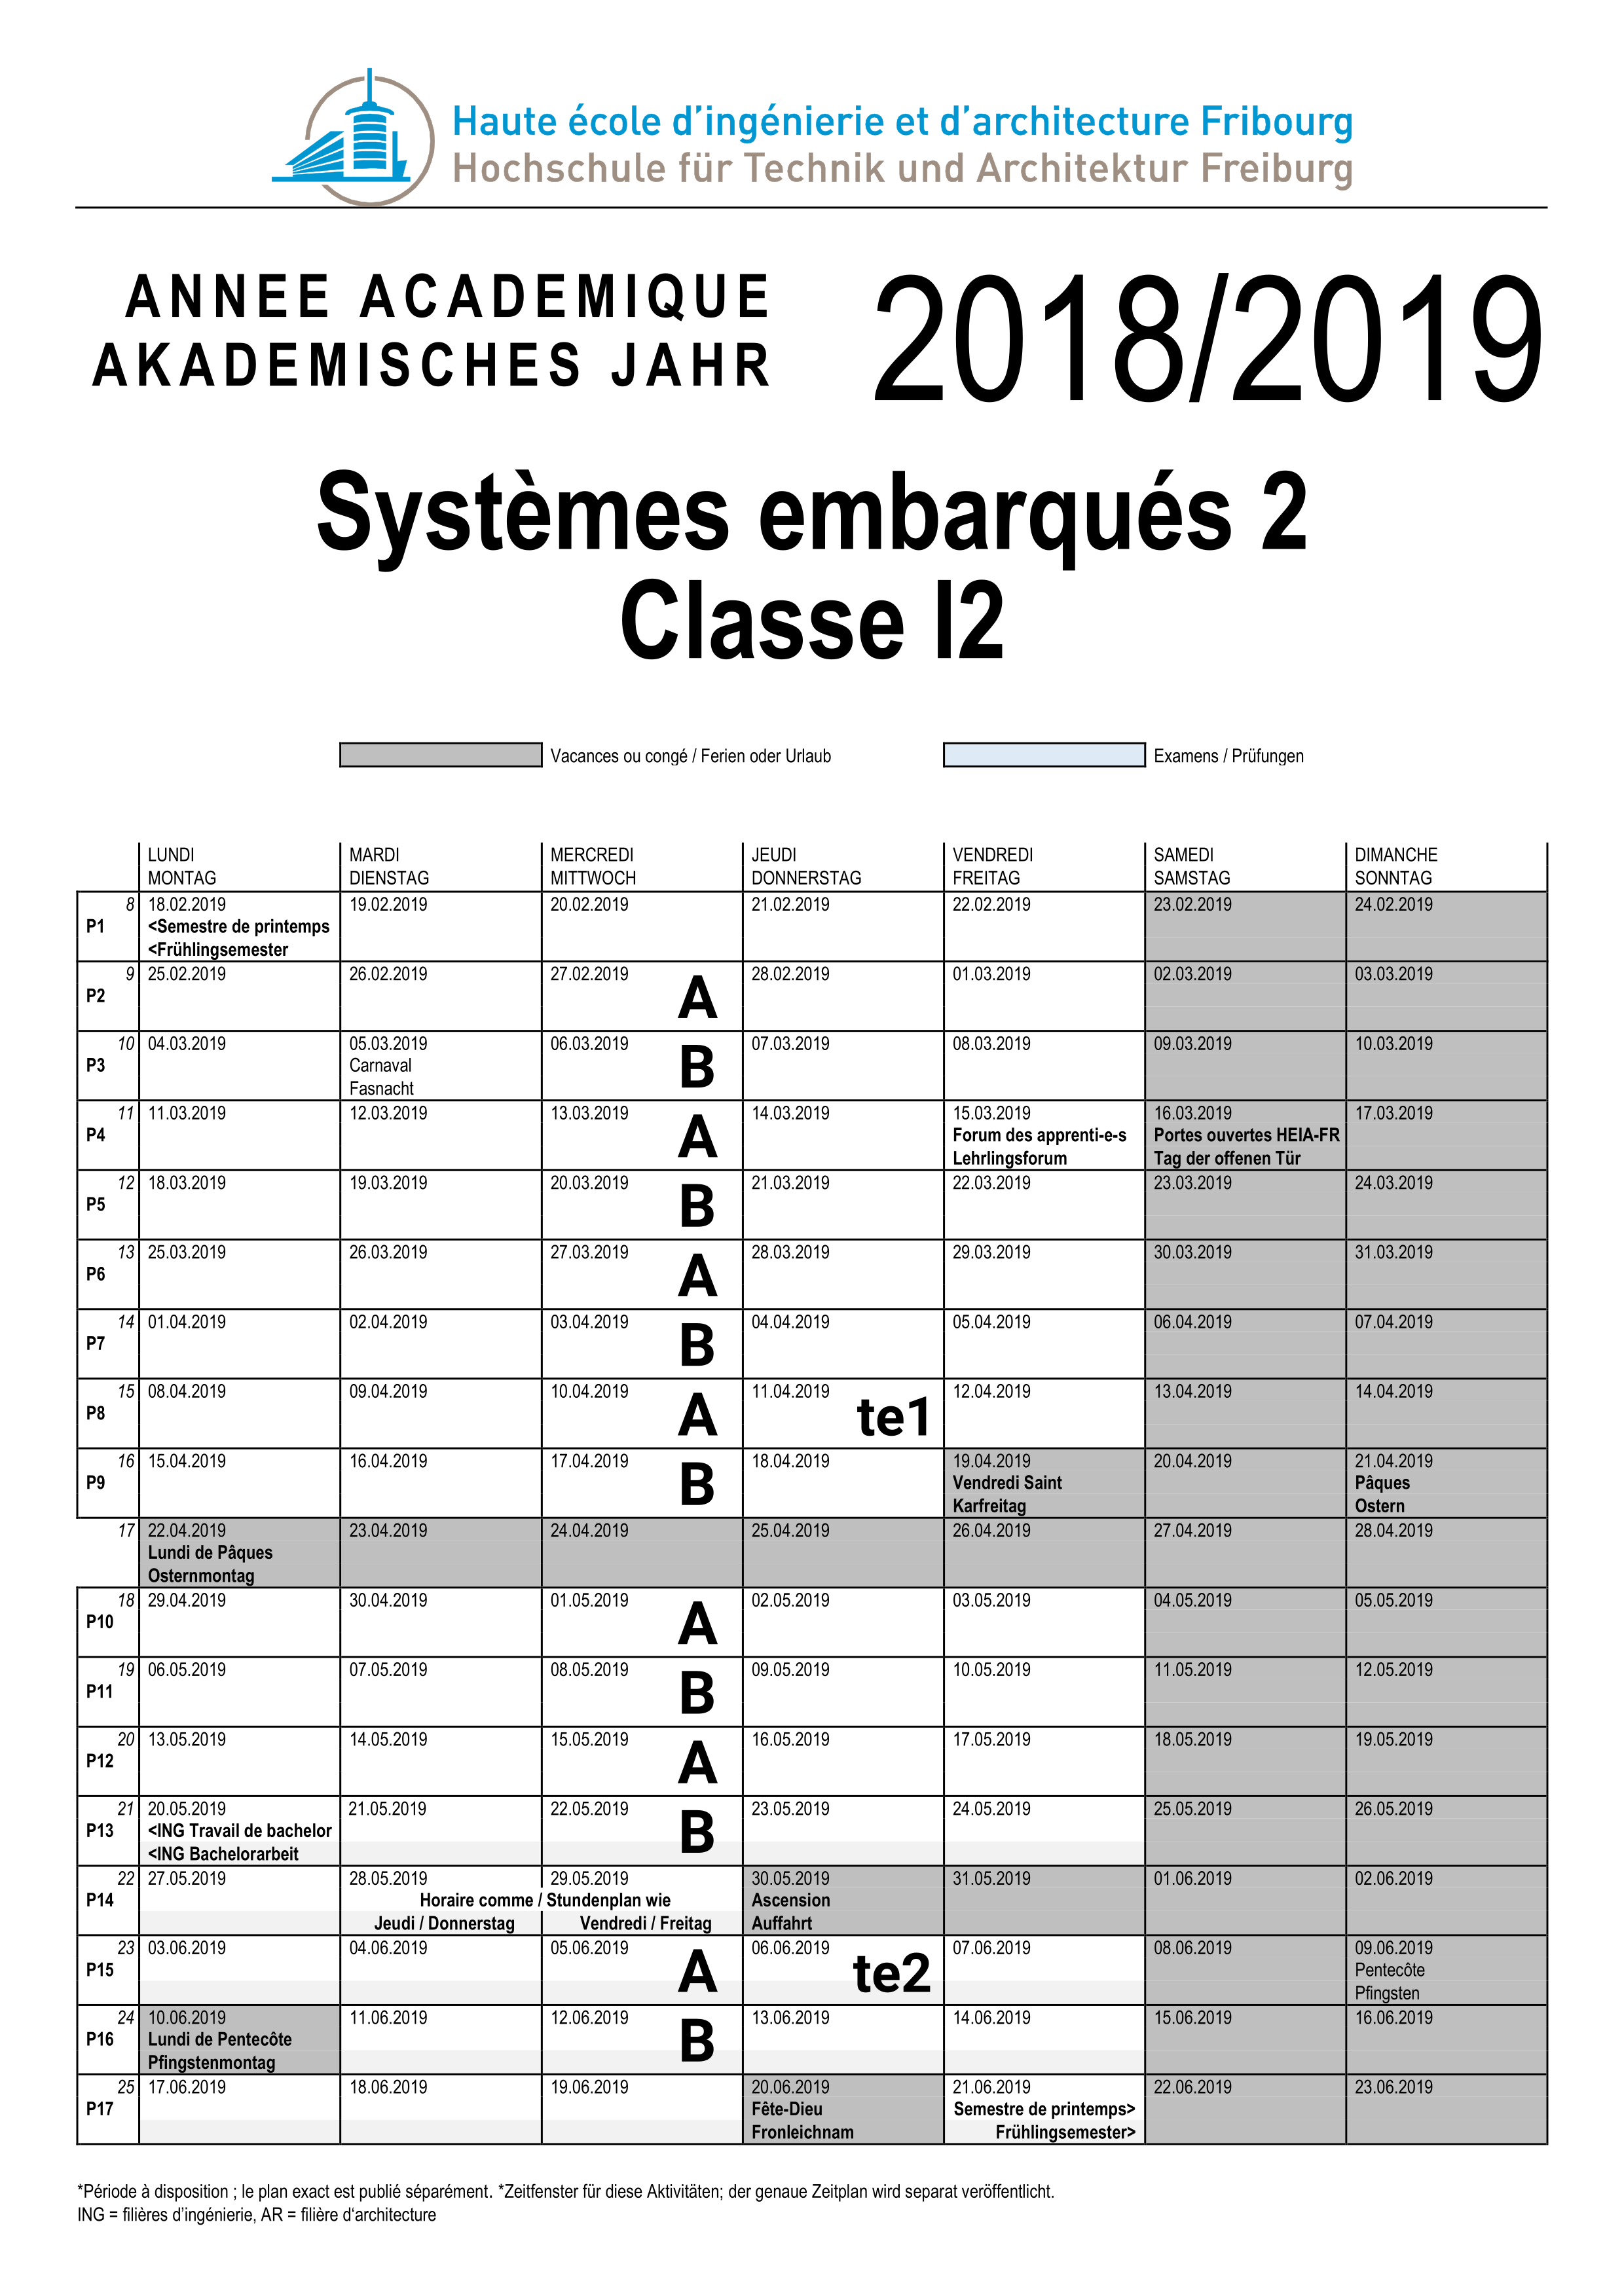 Haute école d'ingénierie et d'architecture Fribourg
Hochschule für Technik und Architektur Freiburg
ANNEE ACADEMIQUE
AKADEMISCHES JAHR
2018/2019
Systèmes embarqués 2
Classe I2
Vacances ou congé / Ferien oder Urlaub
Examens / Prüfungen
LUNDI MARDI MERCREDI JEUDI VENDREDI SAMEDI DIMANCHE
MONTAG DIENSTAG MITTWOCH DONNERSTAG FREITAG SAMSTAG SONNTAG
8 18.02.2019 19.02.2019 20.02.2019 21.02.2019 22.02.2019 23.02.2019 24.02.2019
P1 <Semestre de printemps
<Frühlingsemester
9 25.02.2019 26.02.2019 27.02.2019 28.02.2019 01.03.2019 02.03.2019 03.03.2019
P2 A
10 04.03.2019 05.03.2019 06.03.2019 07.03.2019 08.03.2019 09.03.2019 10.03.2019
P3 Carnaval B
Fasnacht
11 11.03.2019 12.03.2019 13.03.2019 14.03.2019 15.03.2019 16.03.2019 17.03.2019
P4 A Forum des apprenti-e-s Portes ouvertes HEIA-FR
Lehrlingsforum Tag der offenen Tür
12 18.03.2019 19.03.2019 20.03.2019 21.03.2019 22.03.2019 23.03.2019 24.03.2019
P5 B
13 25.03.2019 26.03.2019 27.03.2019 28.03.2019 29.03.2019 30.03.2019 31.03.2019
P6 A
14 01.04.2019 02.04.2019 03.04.2019 04.04.2019 05.04.2019 06.04.2019 07.04.2019
P7 B
15 08.04.2019 09.04.2019 10.04.2019 11.04.2019 12.04.2019 13.04.2019 14.04.2019
P8 A te1
16 15.04.2019 16.04.2019 17.04.2019 18.04.2019 19.04.2019 20.04.2019 21.04.2019
P9 B Vendredi Saint Pâques
Karfreitag Ostern
17 22.04.2019 23.04.2019 24.04.2019 25.04.2019 26.04.2019 27.04.2019 28.04.2019
Lundi de Pâques
Osternmontag
18 29.04.2019 30.04.2019 01.05.2019 02.05.2019 03.05.2019 04.05.2019 05.05.2019
P10 A
19 06.05.2019 07.05.2019 08.05.2019 09.05.2019 10.05.2019 11.05.2019 12.05.2019
P11 B
20 13.05.2019 14.05.2019 15.05.2019 16.05.2019 17.05.2019 18.05.2019 19.05.2019
P12 A
21 20.05.2019 21.05.2019 22.05.2019 23.05.2019 24.05.2019 25.05.2019 26.05.2019
P13 <ING Travail de bachelor B
<ING Bachelorarbeit
22 27.05.2019 28.05.2019 29.05.2019 30.05.2019 31.05.2019 01.06.2019 02.06.2019
P14 Horaire comme / Stundenplan wie Ascension
Jeudi / Donnerstag Vendredi / Freitag Auffahrt
23 03.06.2019 04.06.2019 05.06.2019 06.06.2019 07.06.2019 08.06.2019 09.06.2019
P15 A te2 Pentecôte
Pfingsten
24 10.06.2019 11.06.2019 12.06.2019 13.06.2019 14.06.2019 15.06.2019 16.06.2019
P16 Lundi de Pentecôte B
Pfingstenmontag
25 17.06.2019 18.06.2019 19.06.2019 20.06.2019 21.06.2019 22.06.2019 23.06.2019
P17 Fête-Dieu Semestre de printemps>
Fronleichnam Frühlingsemester>
*Période à disposition ; le plan exact est publié séparément. *Zeitfenster für diese Aktivitäten; der genaue Zeitplan wird separat veröffentlicht.
ING = filières d'ingénierie, AR = filière d'architecture